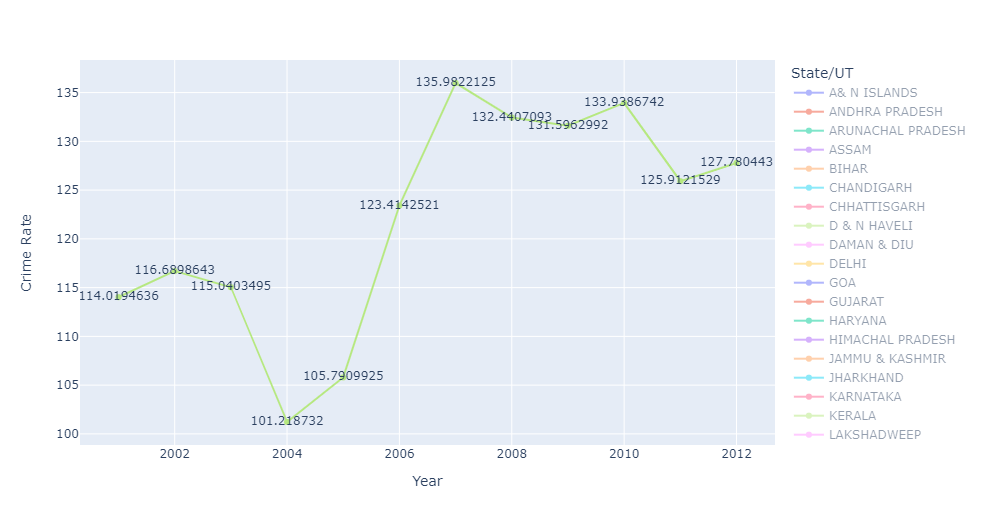 State/UT
A& N ISLANDS
ANDHRA PRADESH
ARUNACHAL PRADESH
ASSAM
BIHAR
CHANDIGARH
CHHATTISGARH
D & N HAVELI
DAMAN & DIU
DELHI
GOA
GUJARAT
HARYANA
HIMACHAL PRADESH
JAMMU & KASHMIR
JHARKHAND
KARNATAKA
KERALA
LAKSHADWEEP
Crime Rate
135
130
125
120
115
110
105
100
114.0194636
116.6898643
115.0403495
101.218732
105.7909925
123.4142521
135.9822125
132.4407093
131.5962992
133.9386742
125.9121529
127.780443
2002
2004
2006
2008
2010
2012
Year